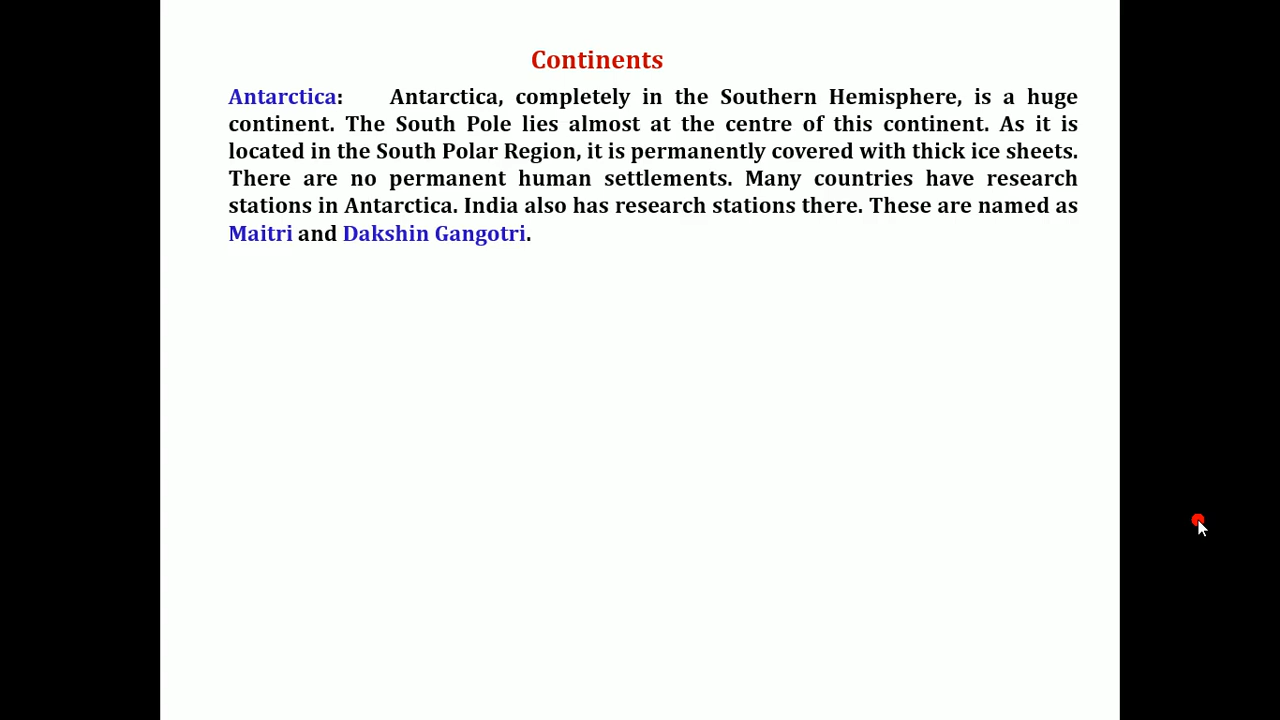 Continents
Antarctica: Antarctica, completely in the Southern Hemisphere, is a huge
continent. The South Pole lies almost at the centre of this continent. As it is
located in the South Polar Region, it is permanently covered with thick ice sheets.
There are no permanent human settlements. Many countries have research
stations in Antarctica. India also has research stations there. These are named as
Maitri and Dakshin Gangotri.